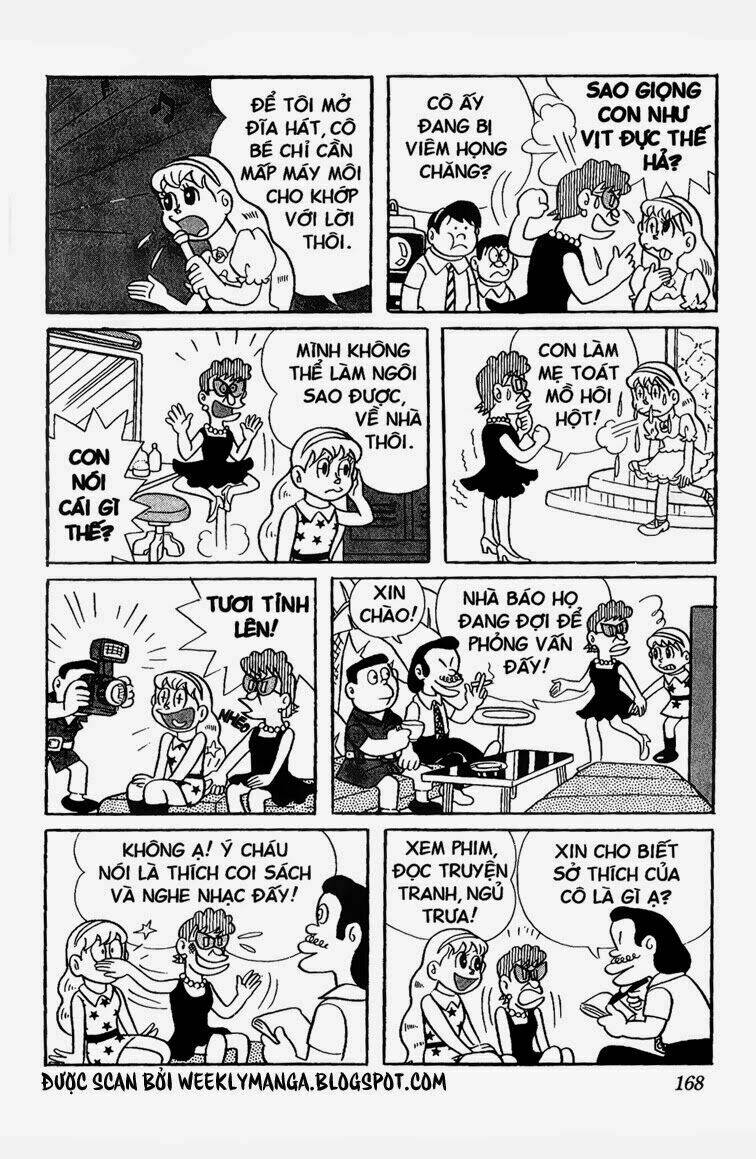 SAO GIỌNG
CON NHƯ
VỊT ĐỰC THẾ
HẢ?
CÔ ẤY
ĐANG BỊ
VIÊM HỌNG
CHĂNG?
ĐỂ TÔI MỞ
ĐĨA HÁT, CÔ
BÉ CHỈ CẦN
MẤP MÁY MÔI
CHO KHỚP
VỚI LỜI
THÔI.
CON LÀM
MẸ TOÁT
MỒ HÔI
HỘT!
MÌNH KHÔNG
THỂ LÀM NGÔI
SAO ĐƯỢC,
VỀ NHÀ
THÔI.
CON
NÓI
CÁI GÌ
THẾ?
NHÀ BÁO HỌ
ĐANG ĐỢI ĐỂ
PHỎNG VẤN
ĐẤY!
XIN
CHÀO!
TƯƠI TỈNH
LÊN!
NHÉO
XIN CHO BIẾT
SỞ THÍCH CỦA
CÔ LÀ GÌ Ạ?
XEM PHIM,
ĐỌC TRUYỆN
TRANH, NGỦ
TRƯA!
KHÔNG Ạ! Ý CHÁU
NÓI LÀ THÍCH COI SÁCH
VÀ NGHE NHẠC ĐẤY!
ĐƯỢC SCAN BỞI WEEKLYMANGA.BLOGSPOT.COM
168